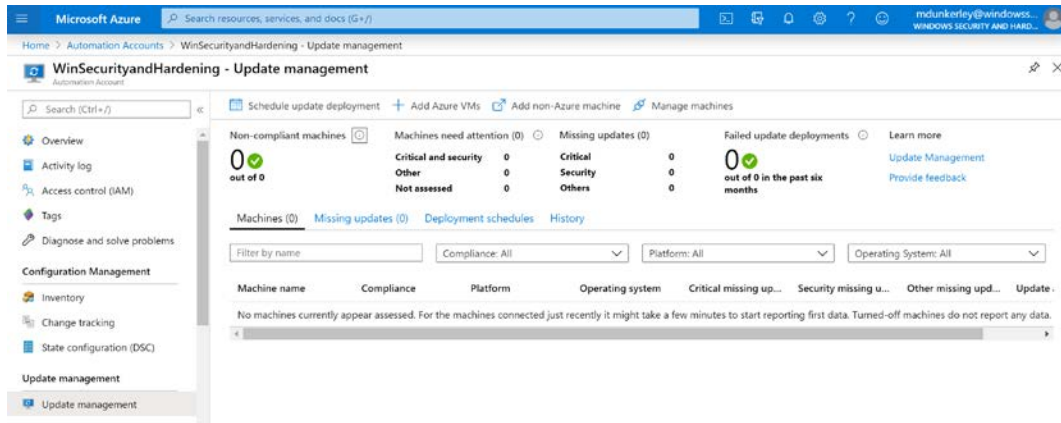 Microsoft Azure
Search resources, services, and docs (G+/)
mdunkerley@windowss...
WINDOWS SECURITY AND HARD...
Home > Automation Accounts > WinSecurityandHardening - Update management
WinSecurityandHardening - Update management
Automation Account
Search (Ctrl+/)
Overview
Activity log
Access control (IAM)
Tags
Diagnose and solve problems
Configuration Management
Inventory
Change tracking
State configuration (DSC)
Update management
Update management
Schedule update deployment
Add Azure VMs
Add non-Azure machine
Manage machines
Non-compliant machines
0
out of 0
Machines need attention (0)
Critical and security 0
Other 0
Not assessed 0
Missing updates (0)
Critical 0
Security 0
Others 0
Failed update deployments
0
out of 0 in the past six
months
Learn more
Update Management
Provide feedback
Machines (0) Missing updates (0) Deployment schedules History
Filter by name
Compliance: All
Platform: All
Operating System: All
Machine name Compliance Platform Operating system Critical missing up... Security missing u... Other missing upd... Update
No machines currently appear assessed. For the machines connected just recently it might take a few minutes to start reporting first data. Turned-off machines do not report any data.